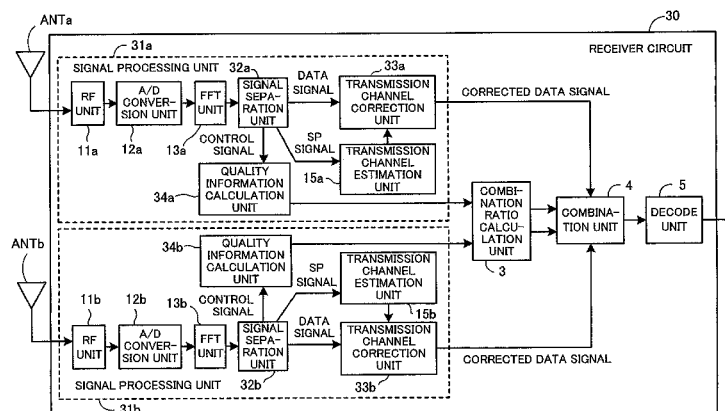 ANTa
31a
30
RECEIVER CIRCUIT
SIGNAL PROCESSING UNIT
32a
33a
RF
UNIT
11a
A/D
CONVER-
SION UNIT
12a
FFT
UNIT
13a
SIGNAL
SEPA-
RATION
UNIT
DATA
SIGNAL
TRANSMISSION
CHANNEL
CORRECTION
UNIT
CORRECTED DATA SIGNAL
CONTROL
SIGNAL
SP
SIGNAL
15a
TRANSMISSION
CHANNEL
ESTIMATION
UNIT
34a
QUALITY
INFORMATION
CALCULATION
UNIT
COMBI-
NATION
RATIO
CALCU-
LATION
UNIT
3
4
COMBINA-
TION UNIT
5
DECODE
UNIT
ANTb
34b
QUALITY
INFORMATION
CALCULATION
UNIT
SP
SIGNAL
TRANSMISSION
CHANNEL
ESTIMATION
UNIT
15b
CONTROL
SIGNAL
11b
RF
UNIT
12b
A/D
CONVER-
SION UNIT
13b
FFT
UNIT
SIGNAL
SEPA-
RATION
UNIT
32b
DATA
SIGNAL
TRANSMISSION
CHANNEL
CORRECTION
UNIT
33b
CORRECTED DATA SIGNAL
SIGNAL PROCESSING UNIT
31b